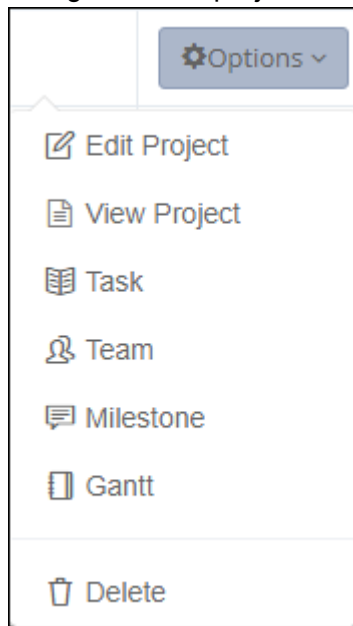 Options
Edit Project
View Project
Task
Team
Milestone
Gantt
Delete